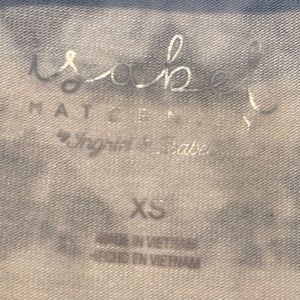 isabel
MATERNITY
by Ingrid & Isabel
XS
MADE IN VIETNAM
HECHO EN VIETNAM